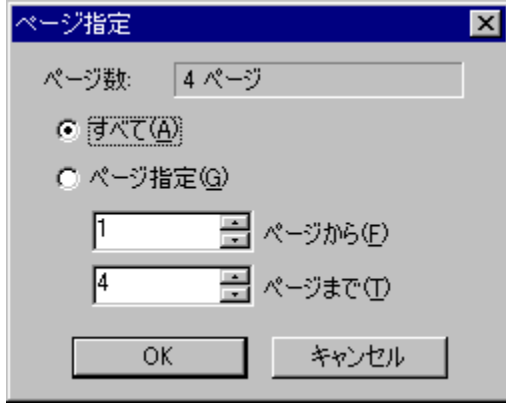 ページ指定
ページ数: 4 ページ
すべて(A)
ページ指定(G)
1 ページから(F)
4 ページまで(T)
OK キャンセル